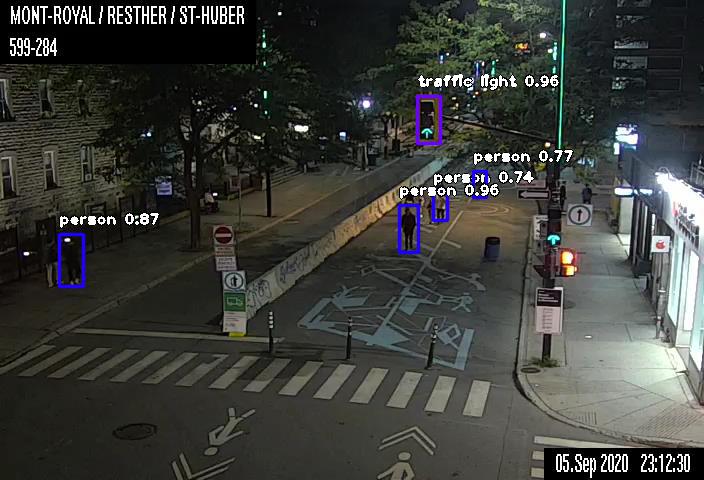 MONT-ROYAL / RESTHER / ST-HUBER
599-284
traffic light 0.96
person 0.77
person 0.74
person 0.96
person 0.87
05.Sep 2020 23:12:30